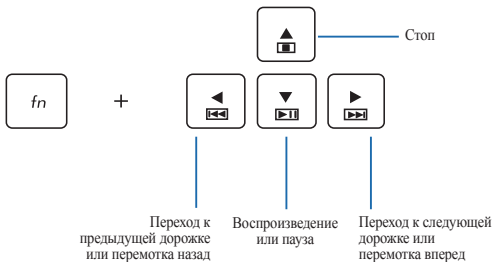 Стоп
fn
+
Переход к
предыдущей дорожке
или перемотка назад
Воспроизведение
или пауза
Переход к следующей
дорожке или
перемотка вперед